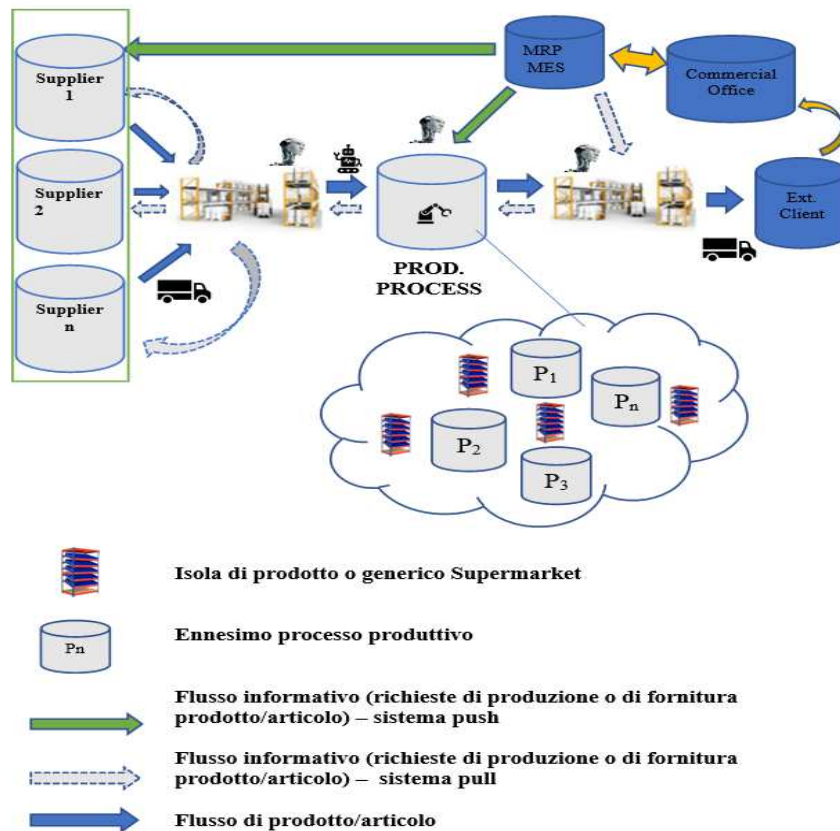 Supplier
1
MRP
MES
Commercial
Office
Supplier
2
Ext.
Client
PROD.
PROCESS
Supplier
n
P1
Pn
P2
P3
Isola di prodotto o generico Supermarket
Pn
Ennesimo processo produttivo
Flusso informativo (richieste di produzione o di fornitura
prodotto/articolo) – sistema push
Flusso informativo (richieste di produzione o di fornitura
prodotto/articolo) – sistema pull
Flusso di prodotto/articolo